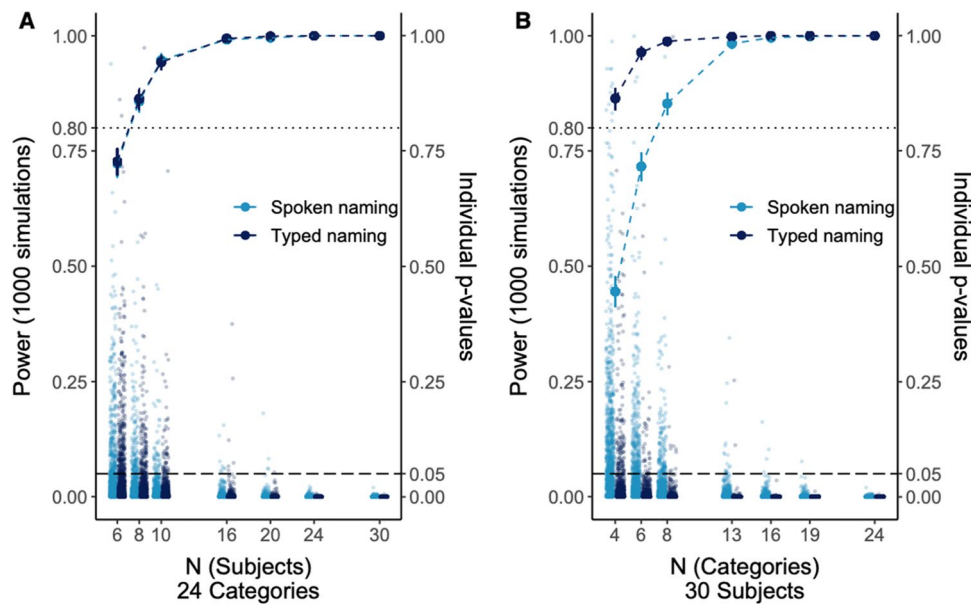 A
1.00
0.80
0.75
0.50
0.25
0.00
Power (1000 simulations)
1.00
0.75
0.50
0.25
0.05
0.00
Individual p-values
Spoken naming
Typed naming
6 8 10 16 20 24 30
N (Subjects)
24 Categories
B
1.00
0.80
0.75
0.50
0.25
0.00
Power (1000 simulations)
1.00
0.75
0.50
0.25
0.05
0.00
Individual p-values
Spoken naming
Typed naming
4 6 8 13 16 19 24
N (Categories)
30 Subjects